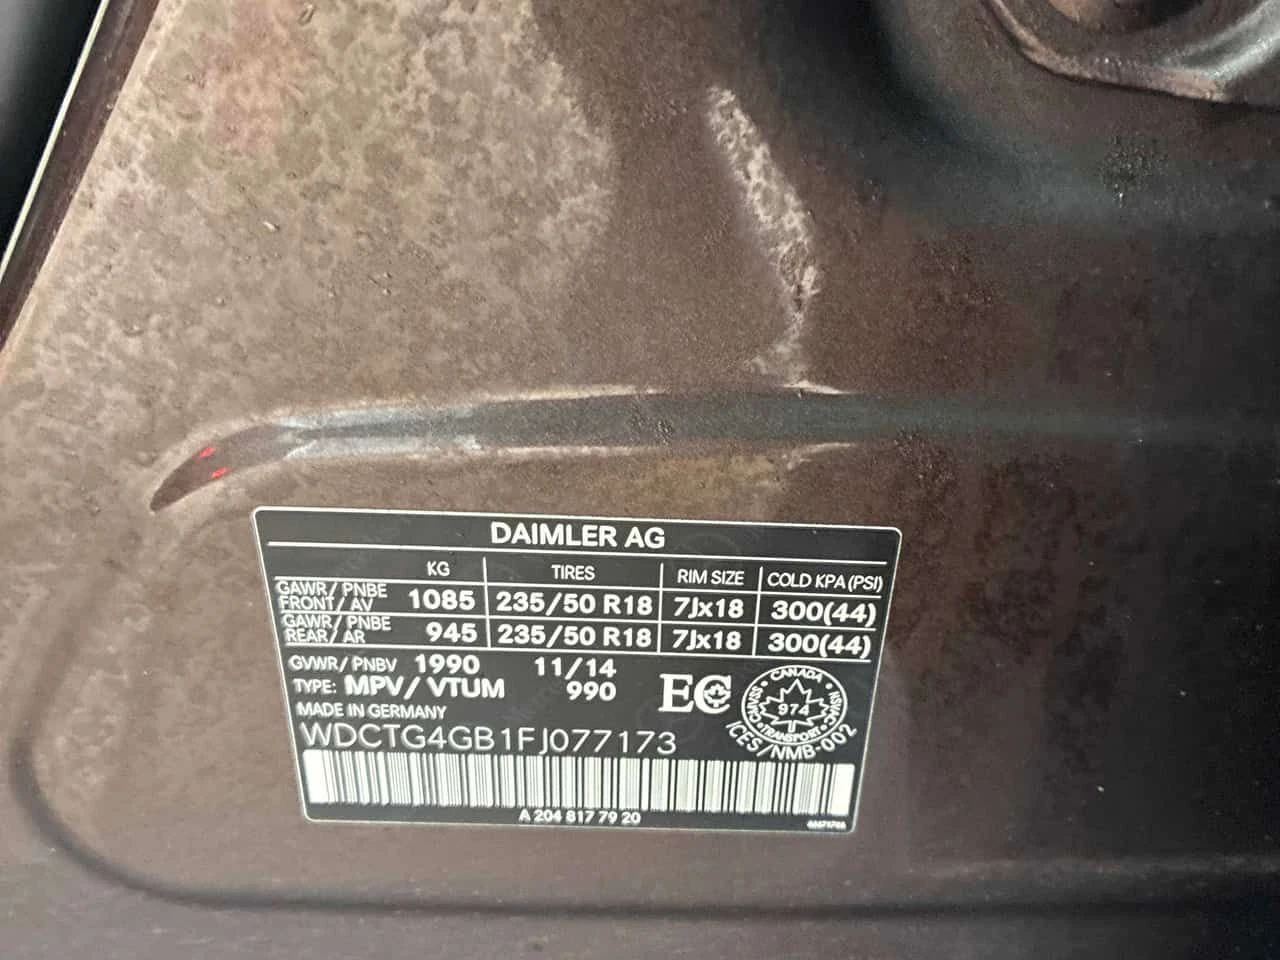 DAIMLER AG
KG TIRES RIM SIZE COLD KPA (PSI)
GAWR/ PNBE FRONT/ AV 1085 235/50 R18 7Jx18 300(44)
GAWR/ PNBE REAR/ AR 945 235/50 R18 7Jx18 300(44)
GVWR/ PNBV 1990 11/14
TYPE: MPV/ VTUM 990
MADE IN GERMANY
EC
CANADA
974
TRANSPORT
CMVSS
NSVAC
ICES/NMB-002
WDCTG4GB1FJ077173
A 204 817 79 20